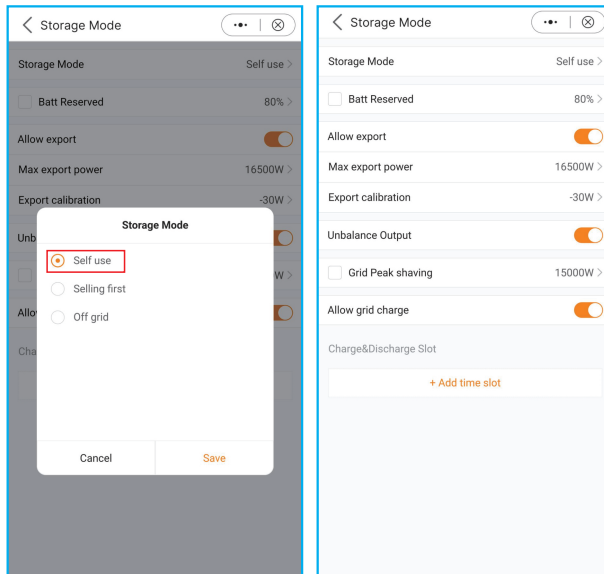 Storage Mode
Storage Mode
Self use >
Batt Reserved
80% >
Allow export
Max export power
16500W >
Export calibration
-30W >
Unb
W >
Allo
Cha
Storage Mode
Self use
Selling first
Off grid
Cancel
Save
Storage Mode
Storage Mode
Self use >
Batt Reserved
80% >
Allow export
Max export power
16500W >
Export calibration
-30W >
Unbalance Output
Grid Peak shaving
15000W >
Allow grid charge
Charge&Discharge Slot
+ Add time slot